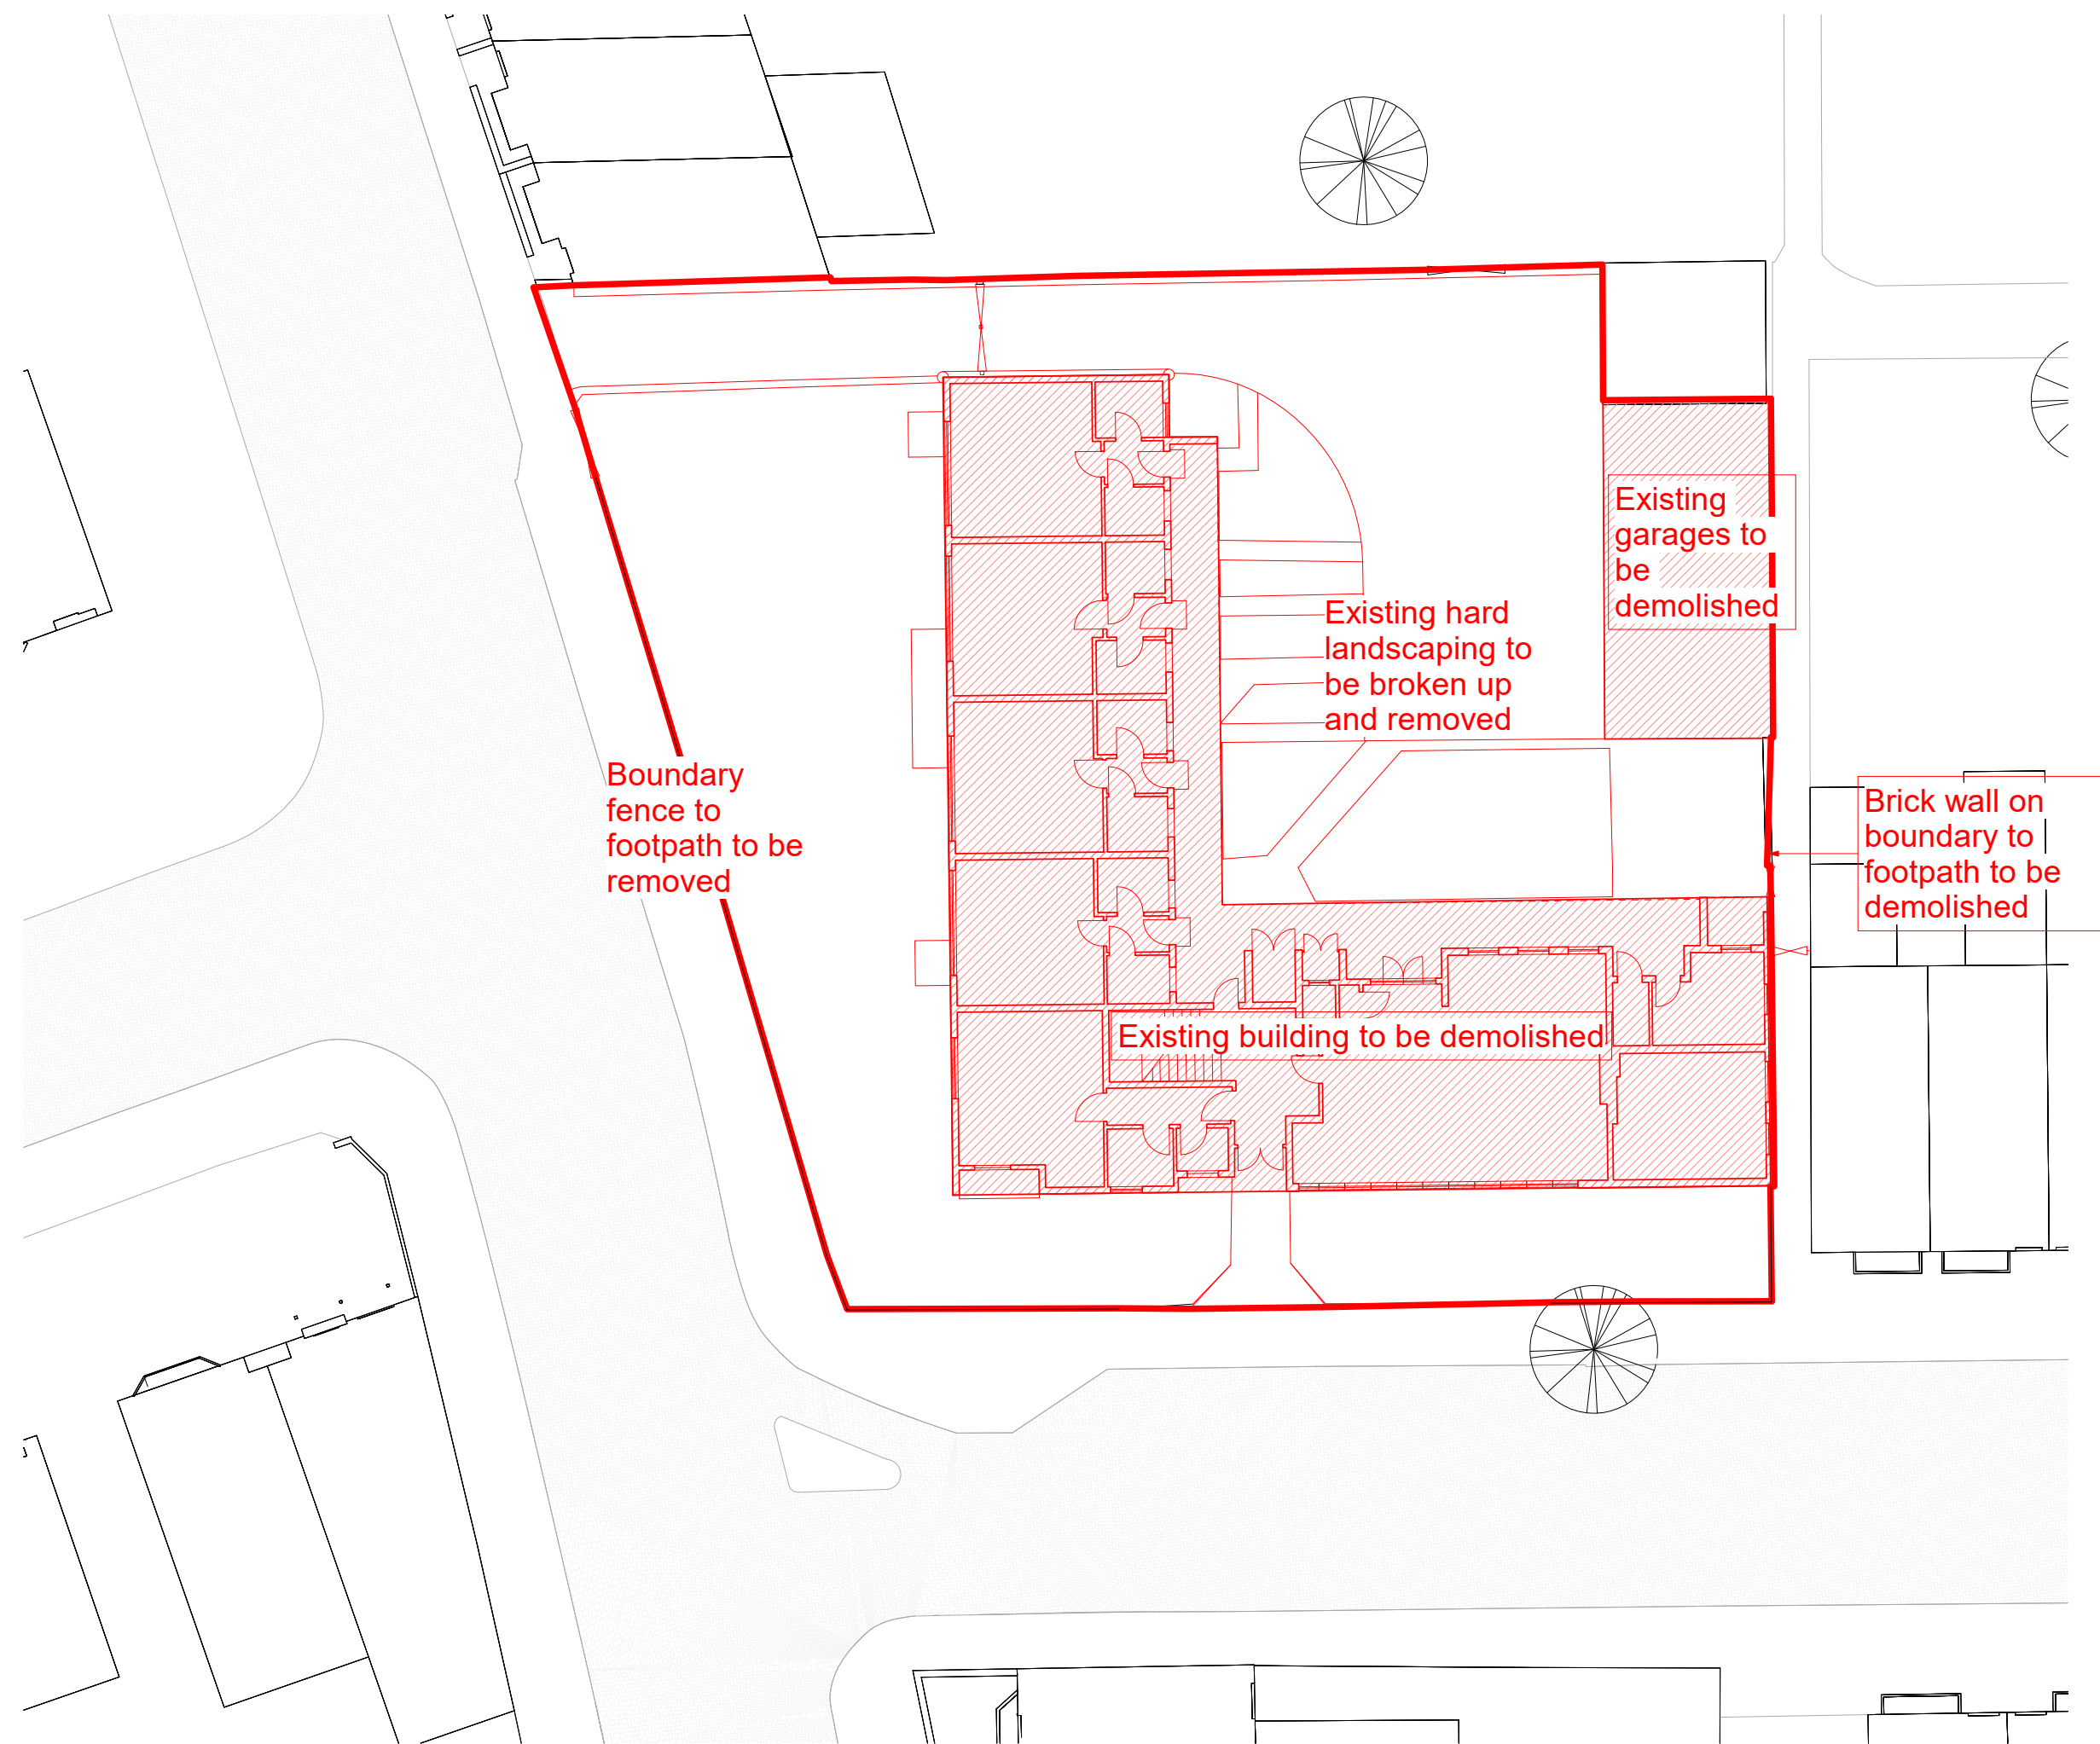 Existing
garages to
be
demolished
Existing hard
landscaping to
be broken up
and removed
Boundary
fence to
footpath to be
removed
Brick wall on
boundary to
footpath to be
demolished
Existing building to be demolished